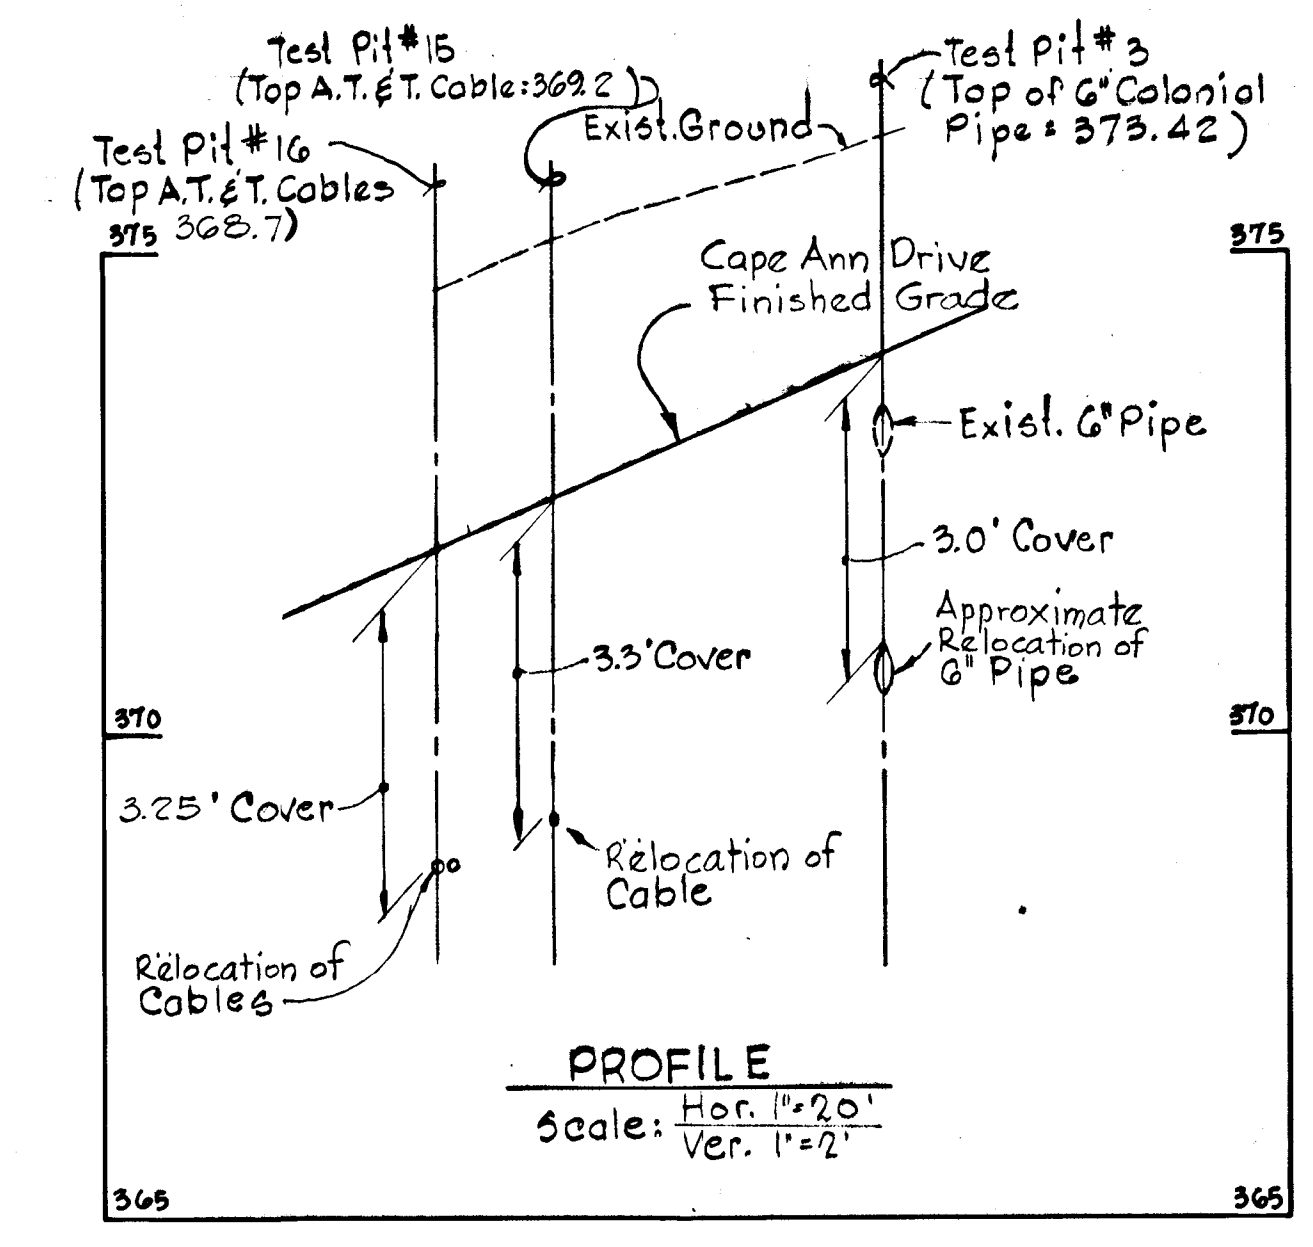 Test Pit #15
(Top A.T. & T. Cable:369.2)
Test Pit # 3
(Top of 6" Colonial
Pipe = 373.42)
Exist. Ground
Test Pit #16
(Top A.T. & T. Cables
368.7)
375
375
Cape Ann Drive
Finished Grade
Exist. 6" Pipe
3.0' Cover
Approximate
Relocation of
6" Pipe
3.3' Cover
370
370
3.25' Cover
Relocation of
Cable
Relocation of
Cables
PROFILE
Scale: Hor. 1"=20'
Ver. 1"=2'
365
365